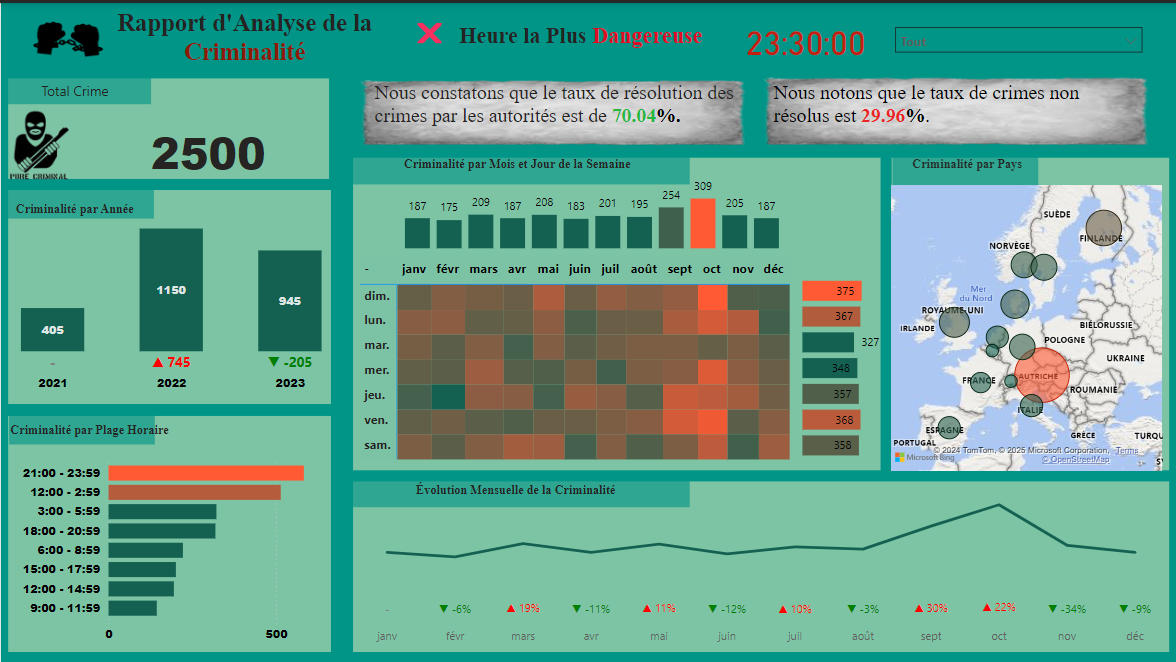 Rapport d'Analyse de la
Criminalité
Heure la Plus Dangereuse
23:30:00
Tout
Total Crime
PURE CRIMINAL
2500
Nous constatons que le taux de résolution des
crimes par les autorités est de 70.04%.
Nous notons que le taux de crimes non
résolus est 29.96%.
Criminalité par Année
405
1150
945
-
▲ 745
▼ -205
2021
2022
2023
Criminalité par Plage Horaire
21:00 - 23:59
12:00 - 2:59
3:00 - 5:59
18:00 - 20:59
6:00 - 8:59
15:00 - 17:59
12:00 - 14:59
9:00 - 11:59
0 500
Criminalité par Mois et Jour de la Semaine
187 175 209 187 208 183 201 195 254 309 205 187
- janv févr mars avr mai juin juil août sept oct nov déc
dim. 375
lun. 367
mar. 327
mer. 348
jeu. 357
ven. 368
sam. 358
Criminalité par Pays
SUÈDE
FINLANDE
NORVÈGE
Mer
du Nord
ROYAUME-UNI
IRLANDE
BIÉLORUSSIE
POLOGNE
UKRAINE
FRANCE
AUTRICHE
ROUMANIE
ITALIE
ESPAGNE
PORTUGAL
GRÈCE
TURQU
Microsoft Bing
© 2024 TomTom, © 2025 Microsoft Corporation, Terms
© OpenStreetMap
Évolution Mensuelle de la Criminalité
- ▼ -6% ▲ 19% ▼ -11% ▲ 11% ▼ -12% ▲ 10% ▼ -3% ▲ 30% ▲ 22% ▼ -34% ▼ -9%
janv févr mars avr mai juin juil août sept oct nov déc